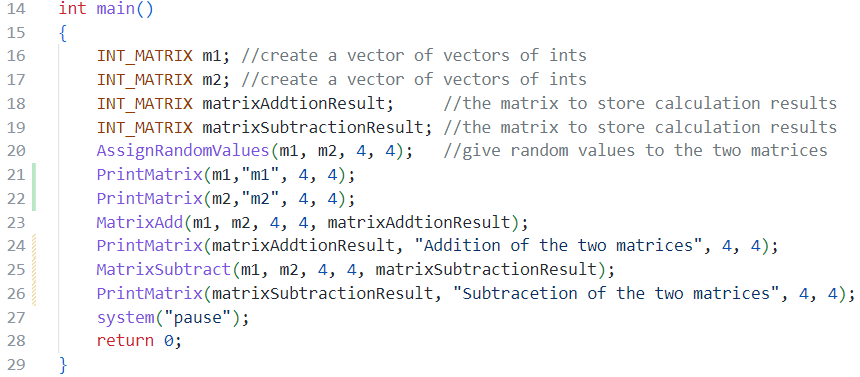 14 int main()
15 {
16 INT_MATRIX m1; //create a vector of vectors of ints
17 INT_MATRIX m2; //create a vector of vectors of ints
18 INT_MATRIX matrixAddtionResult; //the matrix to store calculation results
19 INT_MATRIX matrixSubtractionResult; //the matrix to store calculation results
20 AssignRandomValues(m1, m2, 4, 4); //give random values to the two matrices
21 PrintMatrix(m1,"m1", 4, 4);
22 PrintMatrix(m2,"m2", 4, 4);
23 MatrixAdd(m1, m2, 4, 4, matrixAddtionResult);
24 PrintMatrix(matrixAddtionResult, "Addition of the two matrices", 4, 4);
25 MatrixSubtract(m1, m2, 4, 4, matrixSubtractionResult);
26 PrintMatrix(matrixSubtractionResult, "Subtracetion of the two matrices", 4, 4);
27 system("pause");
28 return 0;
29 }